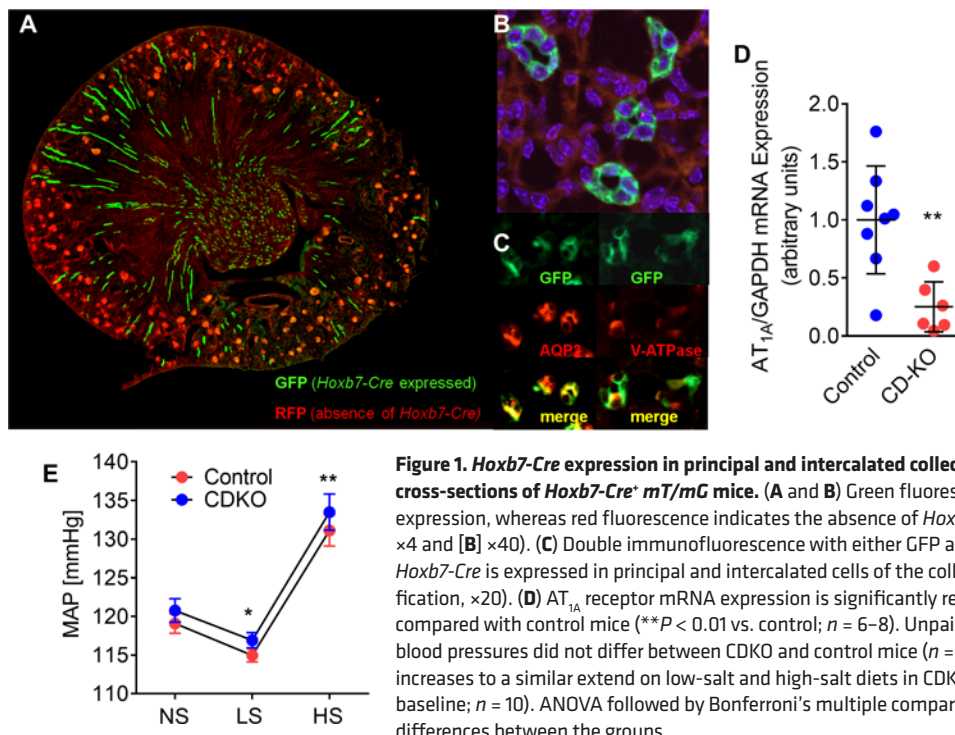 A
GFP (Hoxb7-Cre expressed)
RFP (absence of Hoxb7-Cre)
B
C
GFP
GFP
AQP2
V-ATPase
merge
merge
D
AT1A/GAPDH mRNA Expression
(arbitrary units)
2.0
1.5
1.0
0.5
0.0
**
Control
CD-KO
E
MAP [mmHg]
140
135
130
125
120
115
110
Control
CDKO
*
**
NS
LS
HS
Figure 1. Hoxb7-Cre expression in principal and intercalated collec
cross-sections of Hoxb7-Cre+ mT/mG mice. (A and B) Green fluores
expression, whereas red fluorescence indicates the absence of Hox
×4 and [B] ×40). (C) Double immunofluorescence with either GFP a
Hoxb7-Cre is expressed in principal and intercalated cells of the coll
fication, ×20). (D) AT1A receptor mRNA expression is significantly re
compared with control mice (**P < 0.01 vs. control; n = 6–8). Unpai
blood pressures did not differ between CDKO and control mice (n =
increases to a similar extend on low-salt and high-salt diets in CDK
baseline; n = 10). ANOVA followed by Bonferroni's multiple compar
differences between the groups.